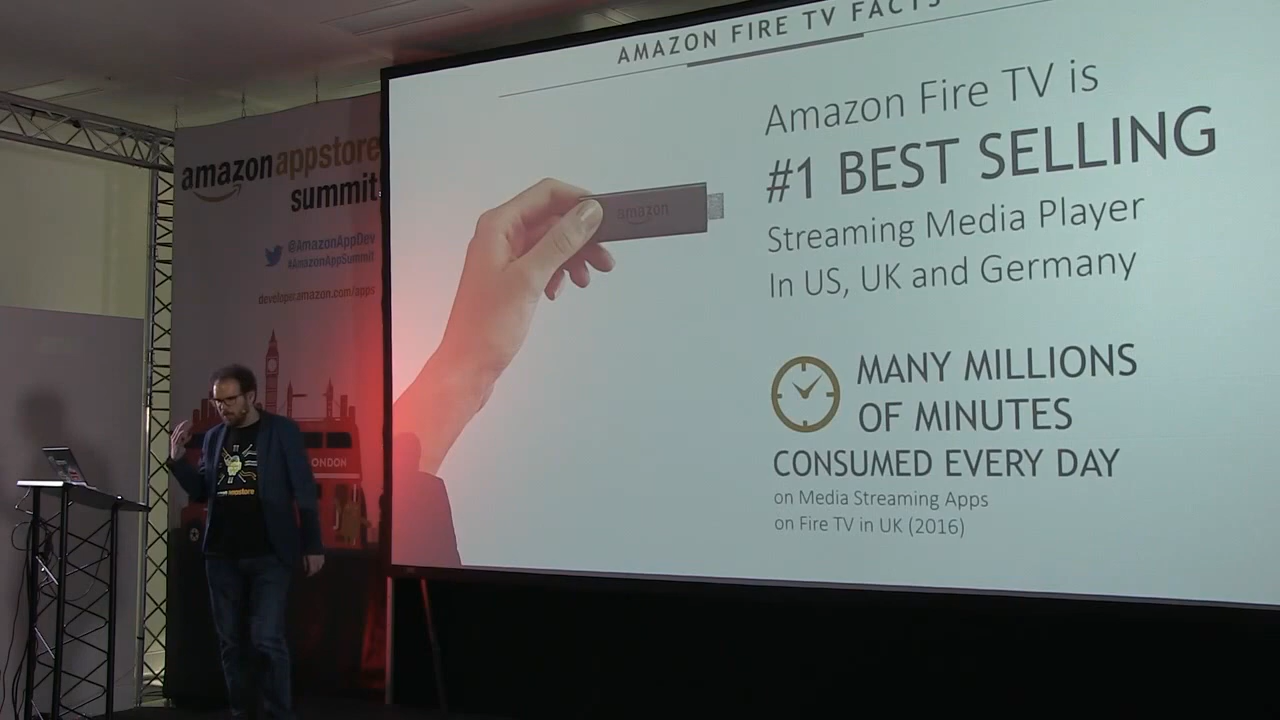 amazon appstore
summit
@AmazonAppDev
#AmazonAppSummit
developer.amazon.com/apps
LONDON
appstore
AMAZON FIRE TV FACTS
amazon
Amazon Fire TV is
#1 BEST SELLING
Streaming Media Player
In US, UK and Germany
MANY MILLIONS
OF MINUTES
CONSUMED EVERY DAY
on Media Streaming Apps
on Fire TV in UK (2016)